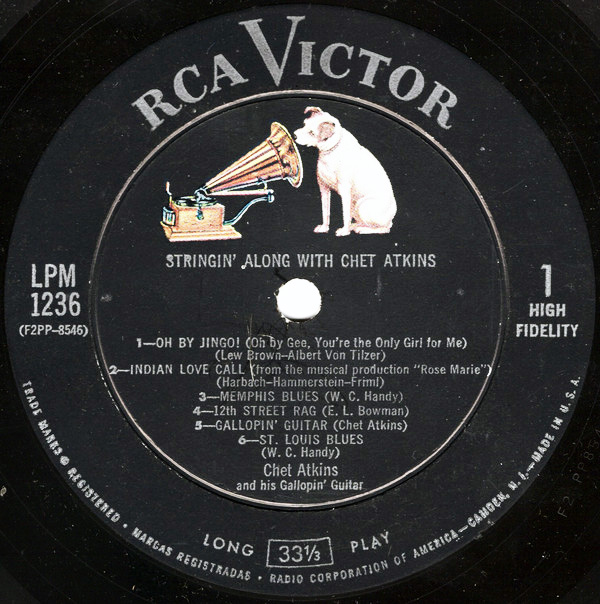 RCA VICTOR
STRINGIN' ALONG WITH CHET ATKINS
LPM
1236
(F2PP-8546)
1
HIGH
FIDELITY
1—OH BY JINGO! (Oh by Gee, You're the Only Girl for Me)
(Lew Brown-Albert Von Tilzer)
2—INDIAN LOVE CALL (from the musical production "Rose Marie")
(Harbach-Hammerstein-Friml)
3—MEMPHIS BLUES (W. C. Handy)
4—12th STREET RAG (E. L. Bowman)
5—GALLOPIN' GUITAR (Chet Atkins)
6—ST. LOUIS BLUES
(W. C. Handy)
Chet Atkins
and his Gallopin' Guitar
LONG 33⅓ PLAY
TRADE MARKS ® REGISTERED • MARCAS REGISTRADAS • RADIO CORPORATION OF AMERICA—CAMDEN, N. J.—MADE IN U. S. A.